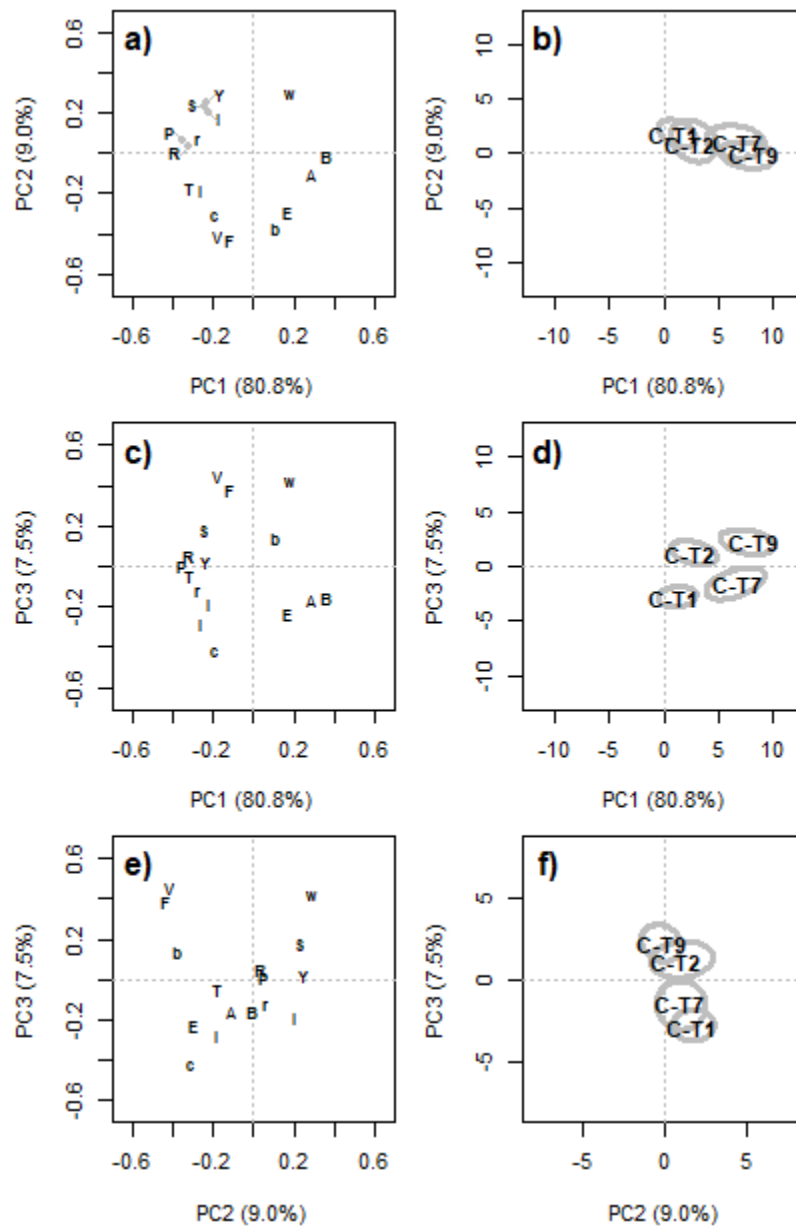 a)
PC2 (9.0%)
0.6
0.2
-0.2
-0.6
Y w
S
I
P r
R
B
A
T l
c E
b
V F
-0.6 -0.2 0.2 0.6
PC1 (80.8%)
b)
PC2 (9.0%)
10
5
0
-5
-10
C-T1 C-T2 C-T7 C-T9
-10 -5 0 5 10
PC1 (80.8%)
c)
PC3 (7.5%)
0.6
0.2
-0.2
-0.6
V F w
S b
R Y
P T
r
I A B
l E
c
-0.6 -0.2 0.2 0.6
PC1 (80.8%)
d)
PC3 (7.5%)
10
5
0
-5
-10
C-T2 C-T9
C-T1 C-T7
-10 -5 0 5 10
PC1 (80.8%)
e)
PC3 (7.5%)
0.6
0.2
-0.2
-0.6
V w
F
b S
R Y
P
T r
A B I
E l
c
-0.6 -0.2 0.2 0.6
PC2 (9.0%)
f)
PC3 (7.5%)
5
0
-5
C-T9
C-T2
C-T7
C-T1
-5 0 5
PC2 (9.0%)